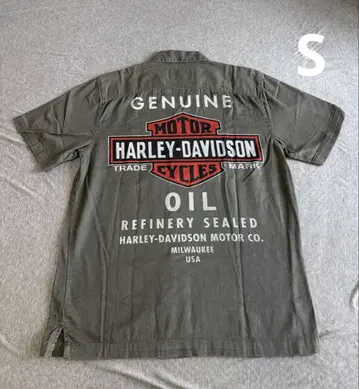 S
GENUINE
MOTOR
HARLEY-DAVIDSON
TRADE MARK
CYCLES
OIL
REFINERY SEALED
HARLEY-DAVIDSON MOTOR CO.
MILWAUKEE
USA